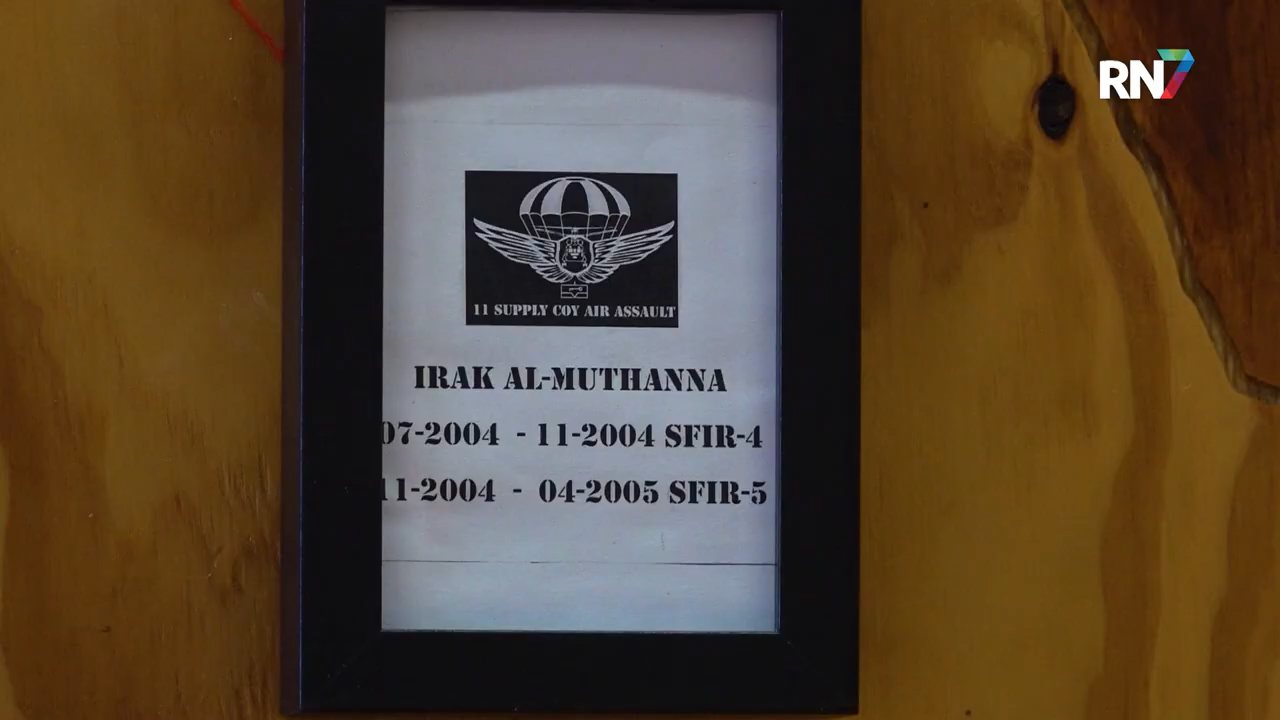 RN7
11 SUPPLY COY AIR ASSAULT
IRAK AL-MUTHANNA
07-2004 - 11-2004 SFIR-4
11-2004 - 04-2005 SFIR-5